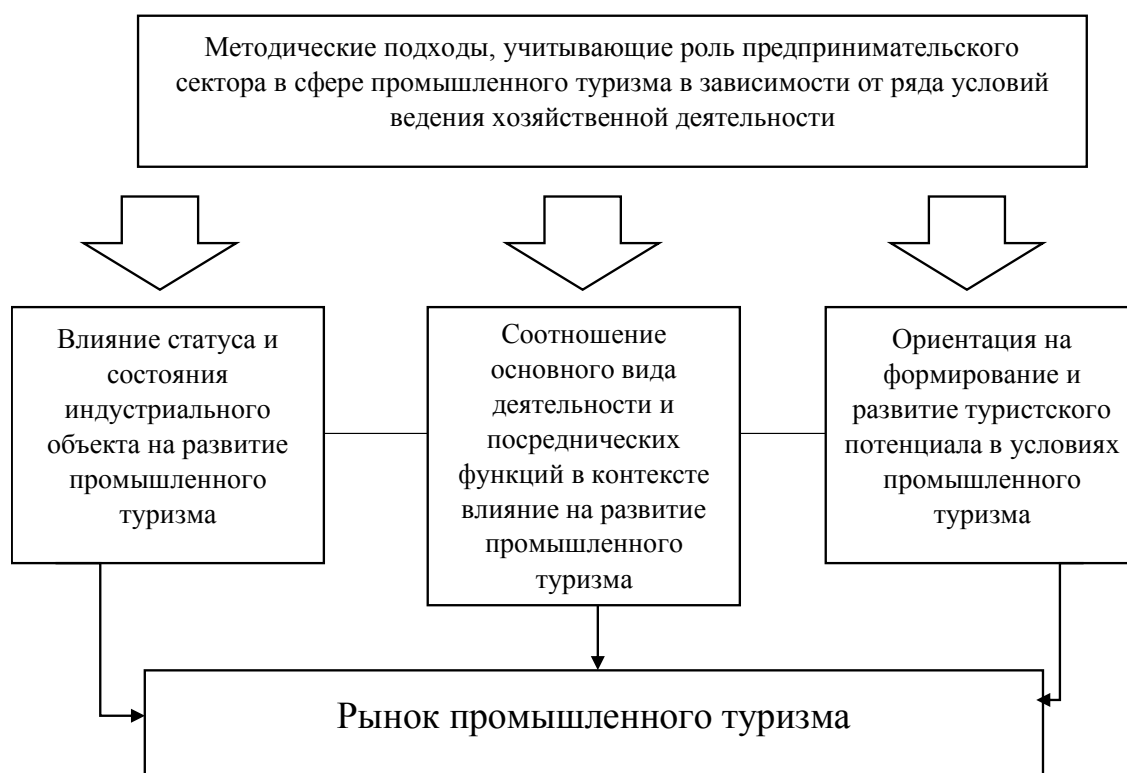 Методические подходы, учитывающие роль предпринимательского
сектора в сфере промышленного туризма в зависимости от ряда условий
ведения хозяйственной деятельности
Влияние статуса и
состояния
индустриального
объекта на развитие
промышленного
туризма
Соотношение
основного вида
деятельности и
посреднических
функций в контексте
влияние на развитие
промышленного
туризма
Ориентация на
формирование и
развитие туристского
потенциала в условиях
промышленного
туризма
Рынок промышленного туризма